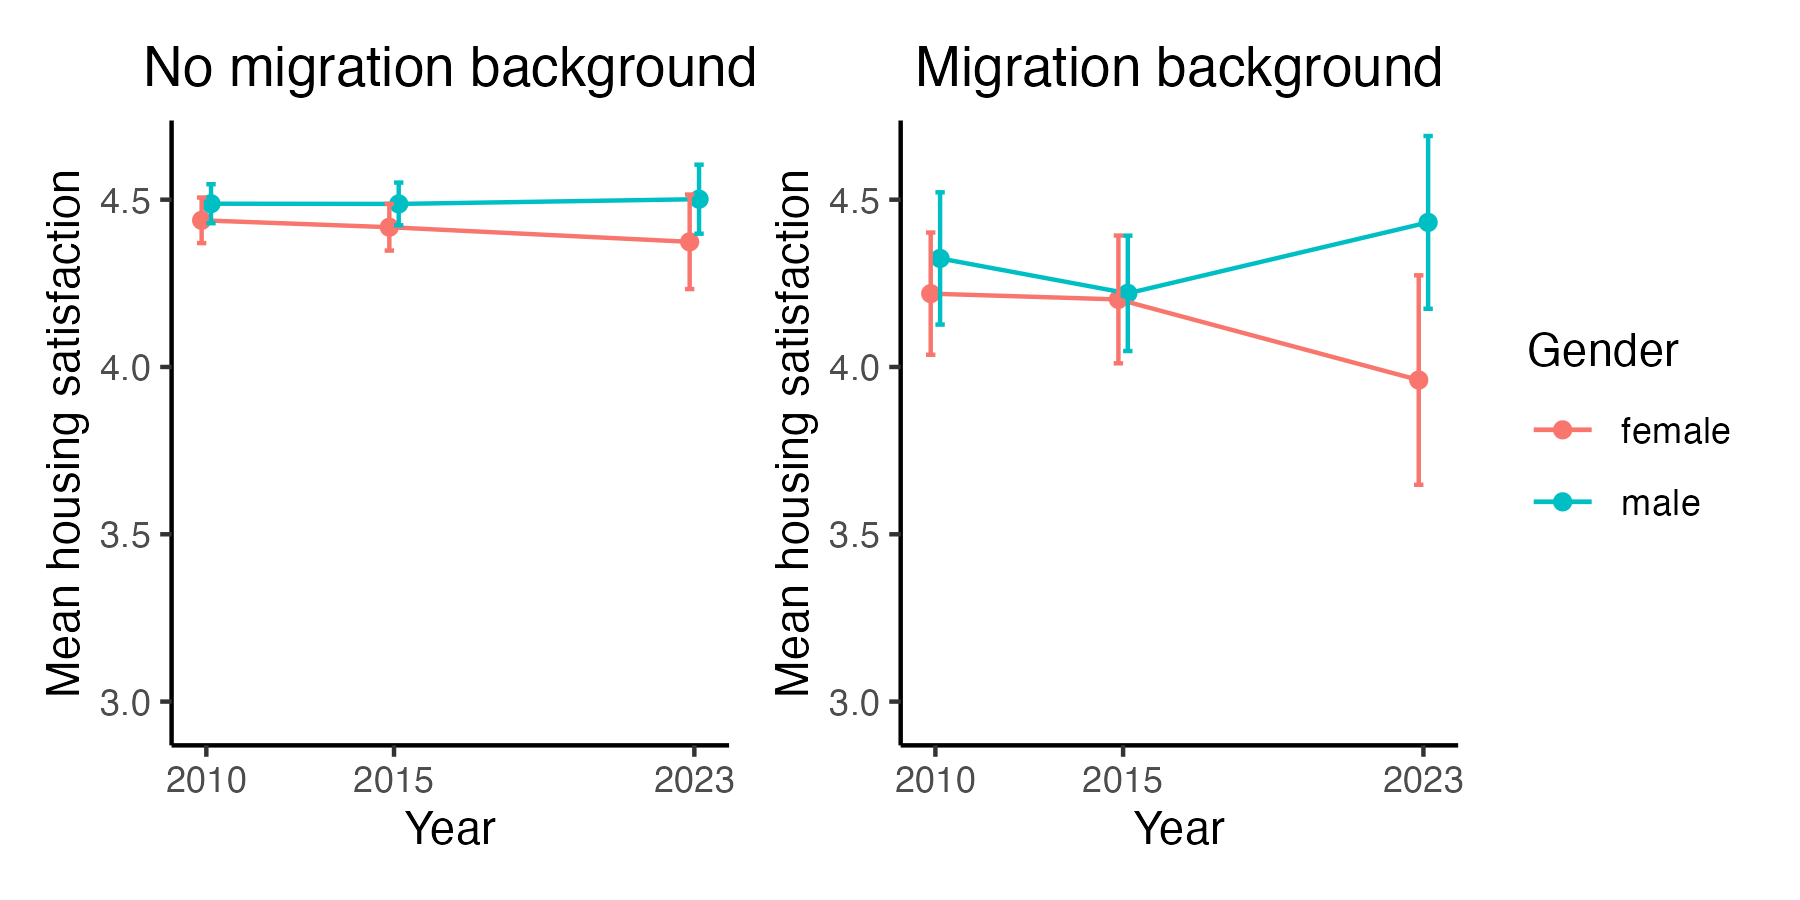 No migration background
Mean housing satisfaction
4.5
4.0
3.5
3.0
2010 2015 2023
Year
Migration background
Mean housing satisfaction
4.5
4.0
3.5
3.0
2010 2015 2023
Year
Gender
female
male